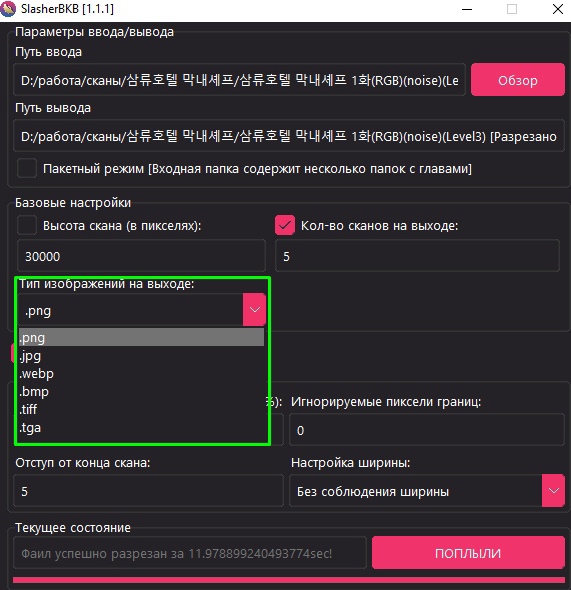 SlasherBKB [1.1.1]
Параметры ввода/вывода
Путь ввода
D:/работа/сканы/삼류호텔 막내셰프/삼류호텔 막내셰프 1화(RGB)(noise)(Le
Обзор
Путь вывода
D:/работа/сканы/삼류호텔 막내셰프/삼류호텔 막내셰프 1화(RGB)(noise)(Level3) [Разрезано
Пакетный режим [Входная папка содержит несколько папок с главами]
Базовые настройки
Высота скана (в пикселях):
Кол-во сканов на выходе:
30000
5
Тип изображений на выходе:
.png
.png
.jpg
.webp
.bmp
.tiff
.tga
%):
Игнорируемые пиксели границ:
0
Отступ от конца скана:
Настройка ширины:
5
Без соблюдения ширины
Текущее состояние
Фаил успешно разрезан за 11.978899240493774sec!
ПОПЛЫЛИ